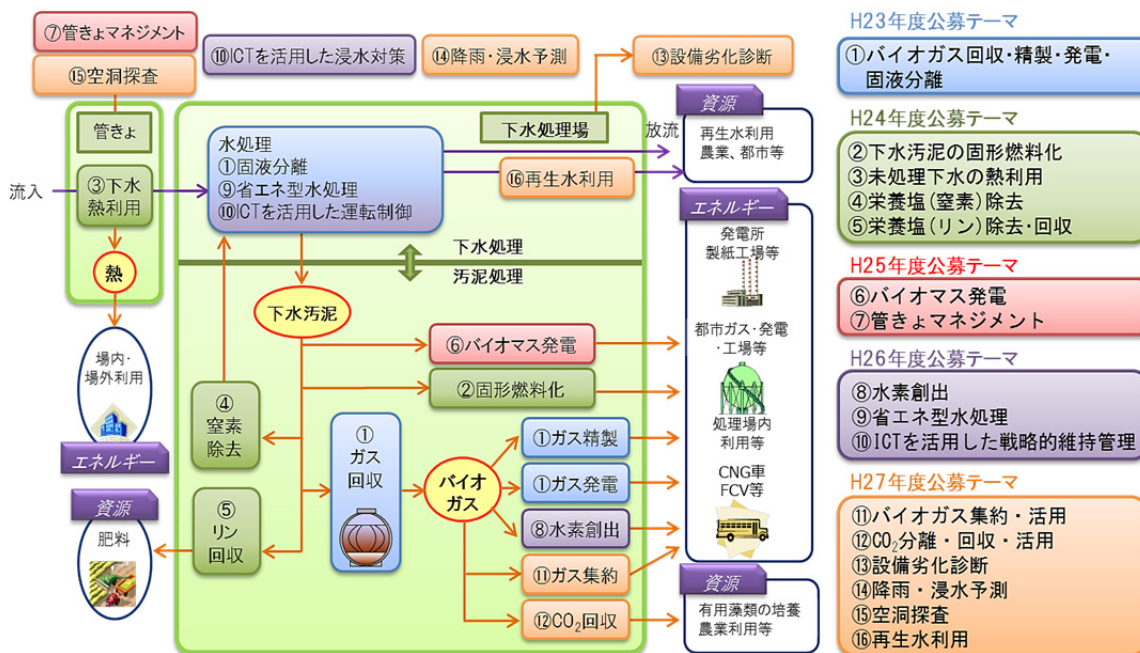 ⑦管きょマネジメント
⑮空洞探査
⑩ICTを活用した浸水対策
⑭降雨・浸水予測
⑬設備劣化診断
管きょ
流入
③下水
熱利用
熱
場内・
場外利用
エネルギー
資源
肥料
水処理
①固液分離
⑨省エネ型水処理
⑩ICTを活用した運転制御
下水処理場
放流
⑯再生水利用
下水処理
汚泥処理
下水汚泥
④
窒素
除去
⑤
リン
回収
⑥バイオマス発電
②固形燃料化
①
ガス
回収
バイオ
ガス
①ガス精製
①ガス発電
⑧水素創出
⑪ガス集約
⑫CO₂回収
資源
再生水利用
農業、都市等
エネルギー
発電所
製紙工場等
都市ガス・発電
・工場等
処理場内
利用等
CNG車
FCV等
資源
有用藻類の培養
農業利用等
H23年度公募テーマ
①バイオガス回収・精製・発電・
固液分離
H24年度公募テーマ
②下水汚泥の固形燃料化
③未処理下水の熱利用
④栄養塩(窒素)除去
⑤栄養塩(リン)除去・回収
H25年度公募テーマ
⑥バイオマス発電
⑦管きょマネジメント
H26年度公募テーマ
⑧水素創出
⑨省エネ型水処理
⑩ICTを活用した戦略的維持管理
H27年度公募テーマ
⑪バイオガス集約・活用
⑫CO₂分離・回収・活用
⑬設備劣化診断
⑭降雨・浸水予測
⑮空洞探査
⑯再生水利用